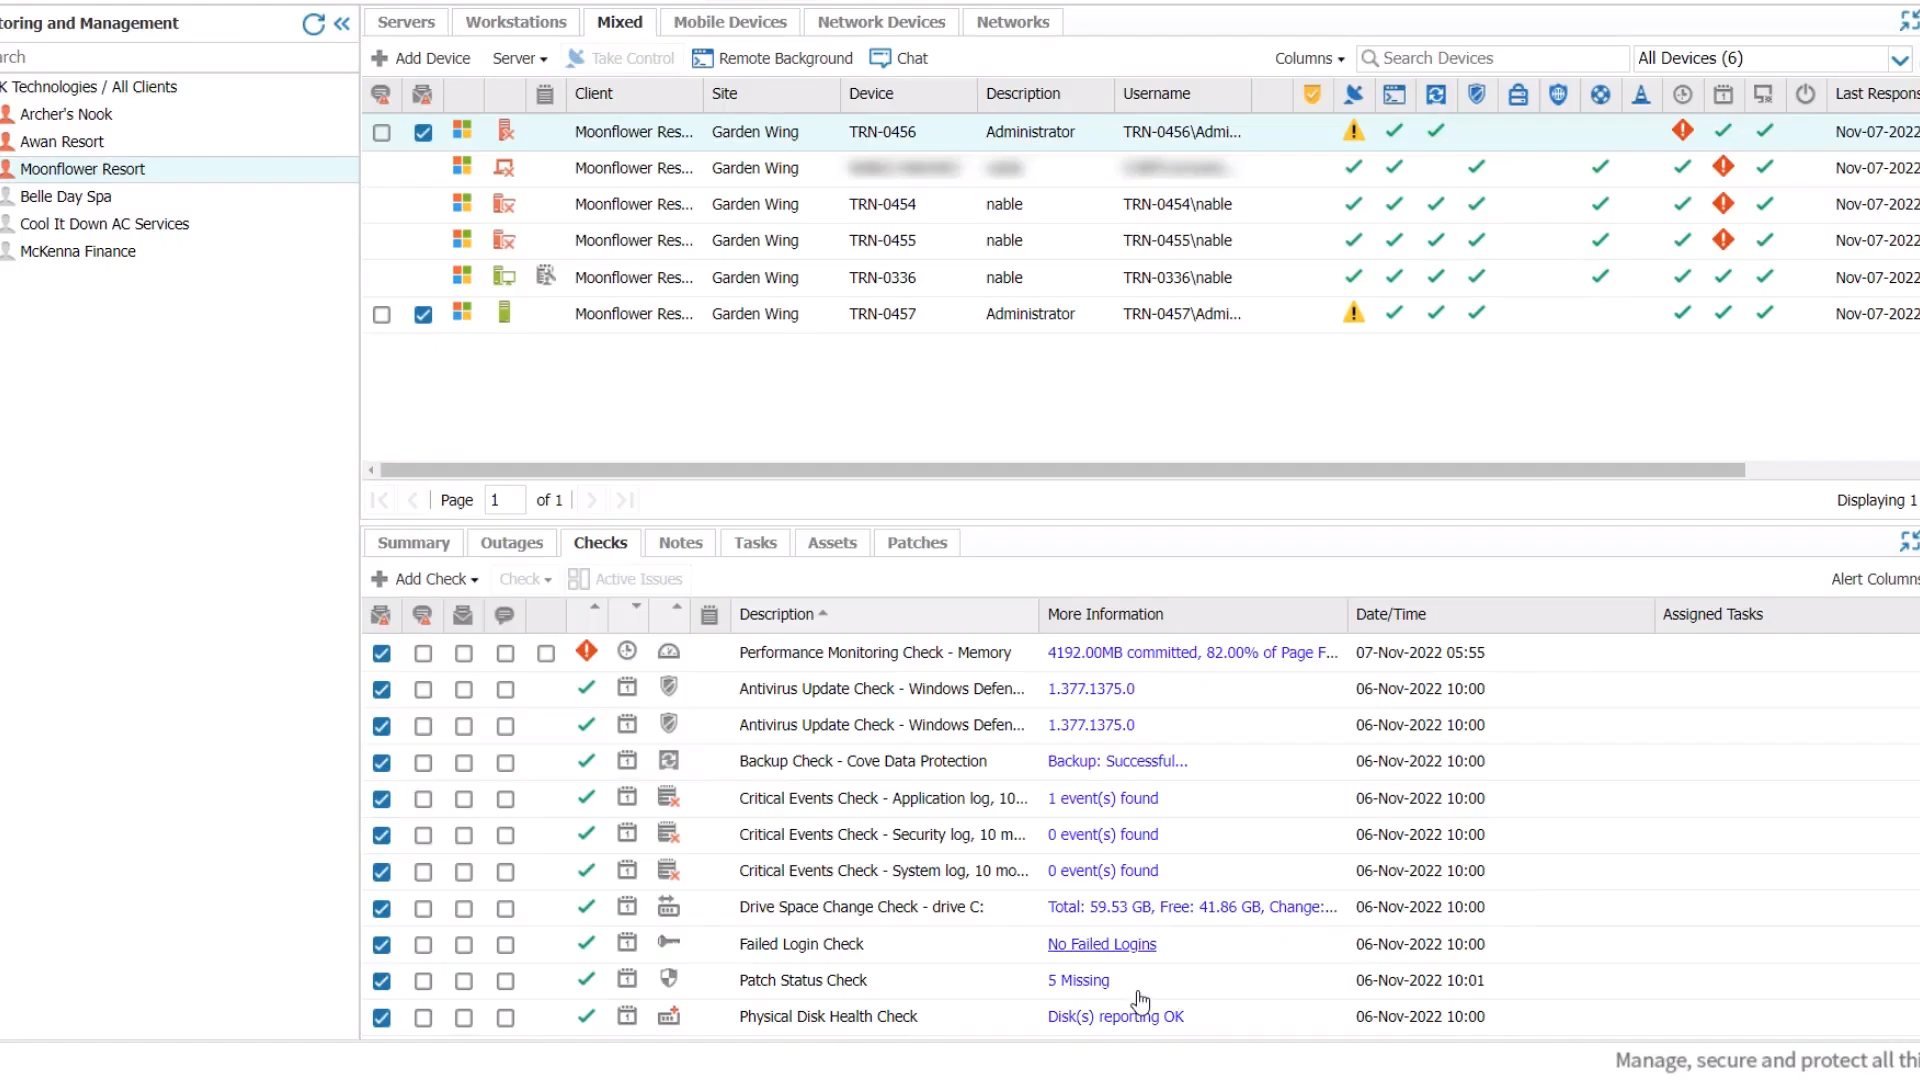 toring and Management
arch
K Technologies / All Clients
Archer's Nook
Awan Resort
Moonflower Resort
Belle Day Spa
Cool It Down AC Services
McKenna Finance
Servers Workstations Mixed Mobile Devices Network Devices Networks
Add Device Server Take Control Remote Background Chat Columns Search Devices All Devices (6)
Client Site Device Description Username Last Respons
Moonflower Res... Garden Wing TRN-0456 Administrator TRN-0456\Admi... Nov-07-2022
Moonflower Res... Garden Wing Nov-07-2022
Moonflower Res... Garden Wing TRN-0454 nable TRN-0454\nable Nov-07-2022
Moonflower Res... Garden Wing TRN-0455 nable TRN-0455\nable Nov-07-2022
Moonflower Res... Garden Wing TRN-0336 nable TRN-0336\nable Nov-07-2022
Moonflower Res... Garden Wing TRN-0457 Administrator TRN-0457\Admi... Nov-07-2022
Page 1 of 1 Displaying 1
Summary Outages Checks Notes Tasks Assets Patches
Add Check Check Active Issues Alert Columns
Description More Information Date/Time Assigned Tasks
Performance Monitoring Check - Memory 4192.00MB committed, 82.00% of Page F... 07-Nov-2022 05:55
Antivirus Update Check - Windows Defen... 1.377.1375.0 06-Nov-2022 10:00
Antivirus Update Check - Windows Defen... 1.377.1375.0 06-Nov-2022 10:00
Backup Check - Cove Data Protection Backup: Successful... 06-Nov-2022 10:00
Critical Events Check - Application log, 10... 1 event(s) found 06-Nov-2022 10:00
Critical Events Check - Security log, 10 m... 0 event(s) found 06-Nov-2022 10:00
Critical Events Check - System log, 10 mo... 0 event(s) found 06-Nov-2022 10:00
Drive Space Change Check - drive C: Total: 59.53 GB, Free: 41.86 GB, Change:... 06-Nov-2022 10:00
Failed Login Check No Failed Logins 06-Nov-2022 10:00
Patch Status Check 5 Missing 06-Nov-2022 10:01
Physical Disk Health Check Disk(s) reporting OK 06-Nov-2022 10:00
Manage, secure and protect all thi